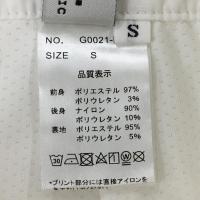 S
NO. G0021-
SIZE S
品質表示
前身 ポリエステル 97%
ポリウレタン 3%
後身 ナイロン 90%
ポリウレタン 10%
裏地 ポリエステル 95%
ポリウレタン 5%
*プリント部分には直接アイロンを